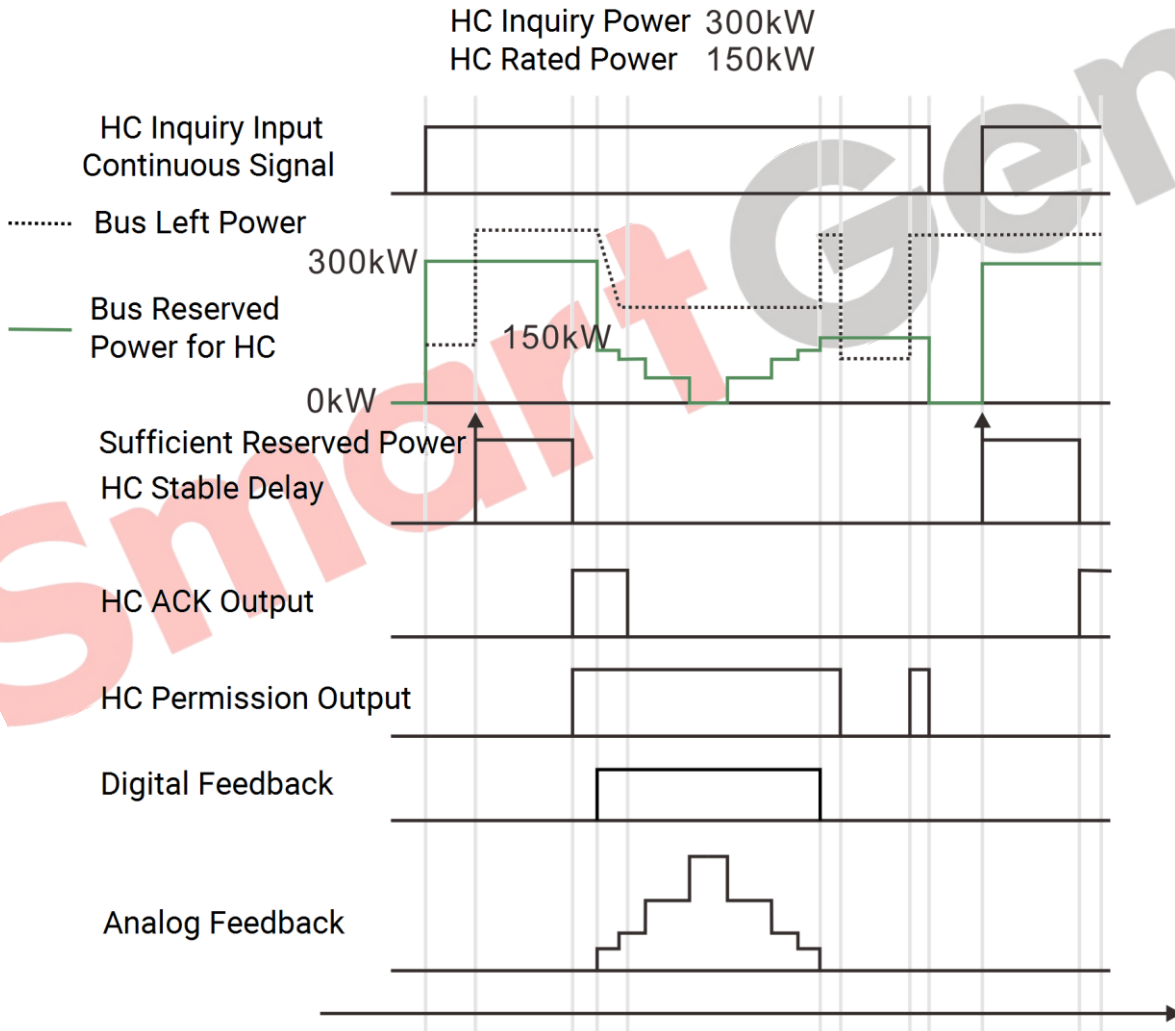 HC Inquiry Power 300kW
HC Rated Power 150kW
HC Inquiry Input
Continuous Signal
Bus Left Power
300kW
Bus Reserved
Power for HC
150kW
0kW
Sufficient Reserved Power
HC Stable Delay
HC ACK Output
HC Permission Output
Digital Feedback
Analog Feedback
SmartGen